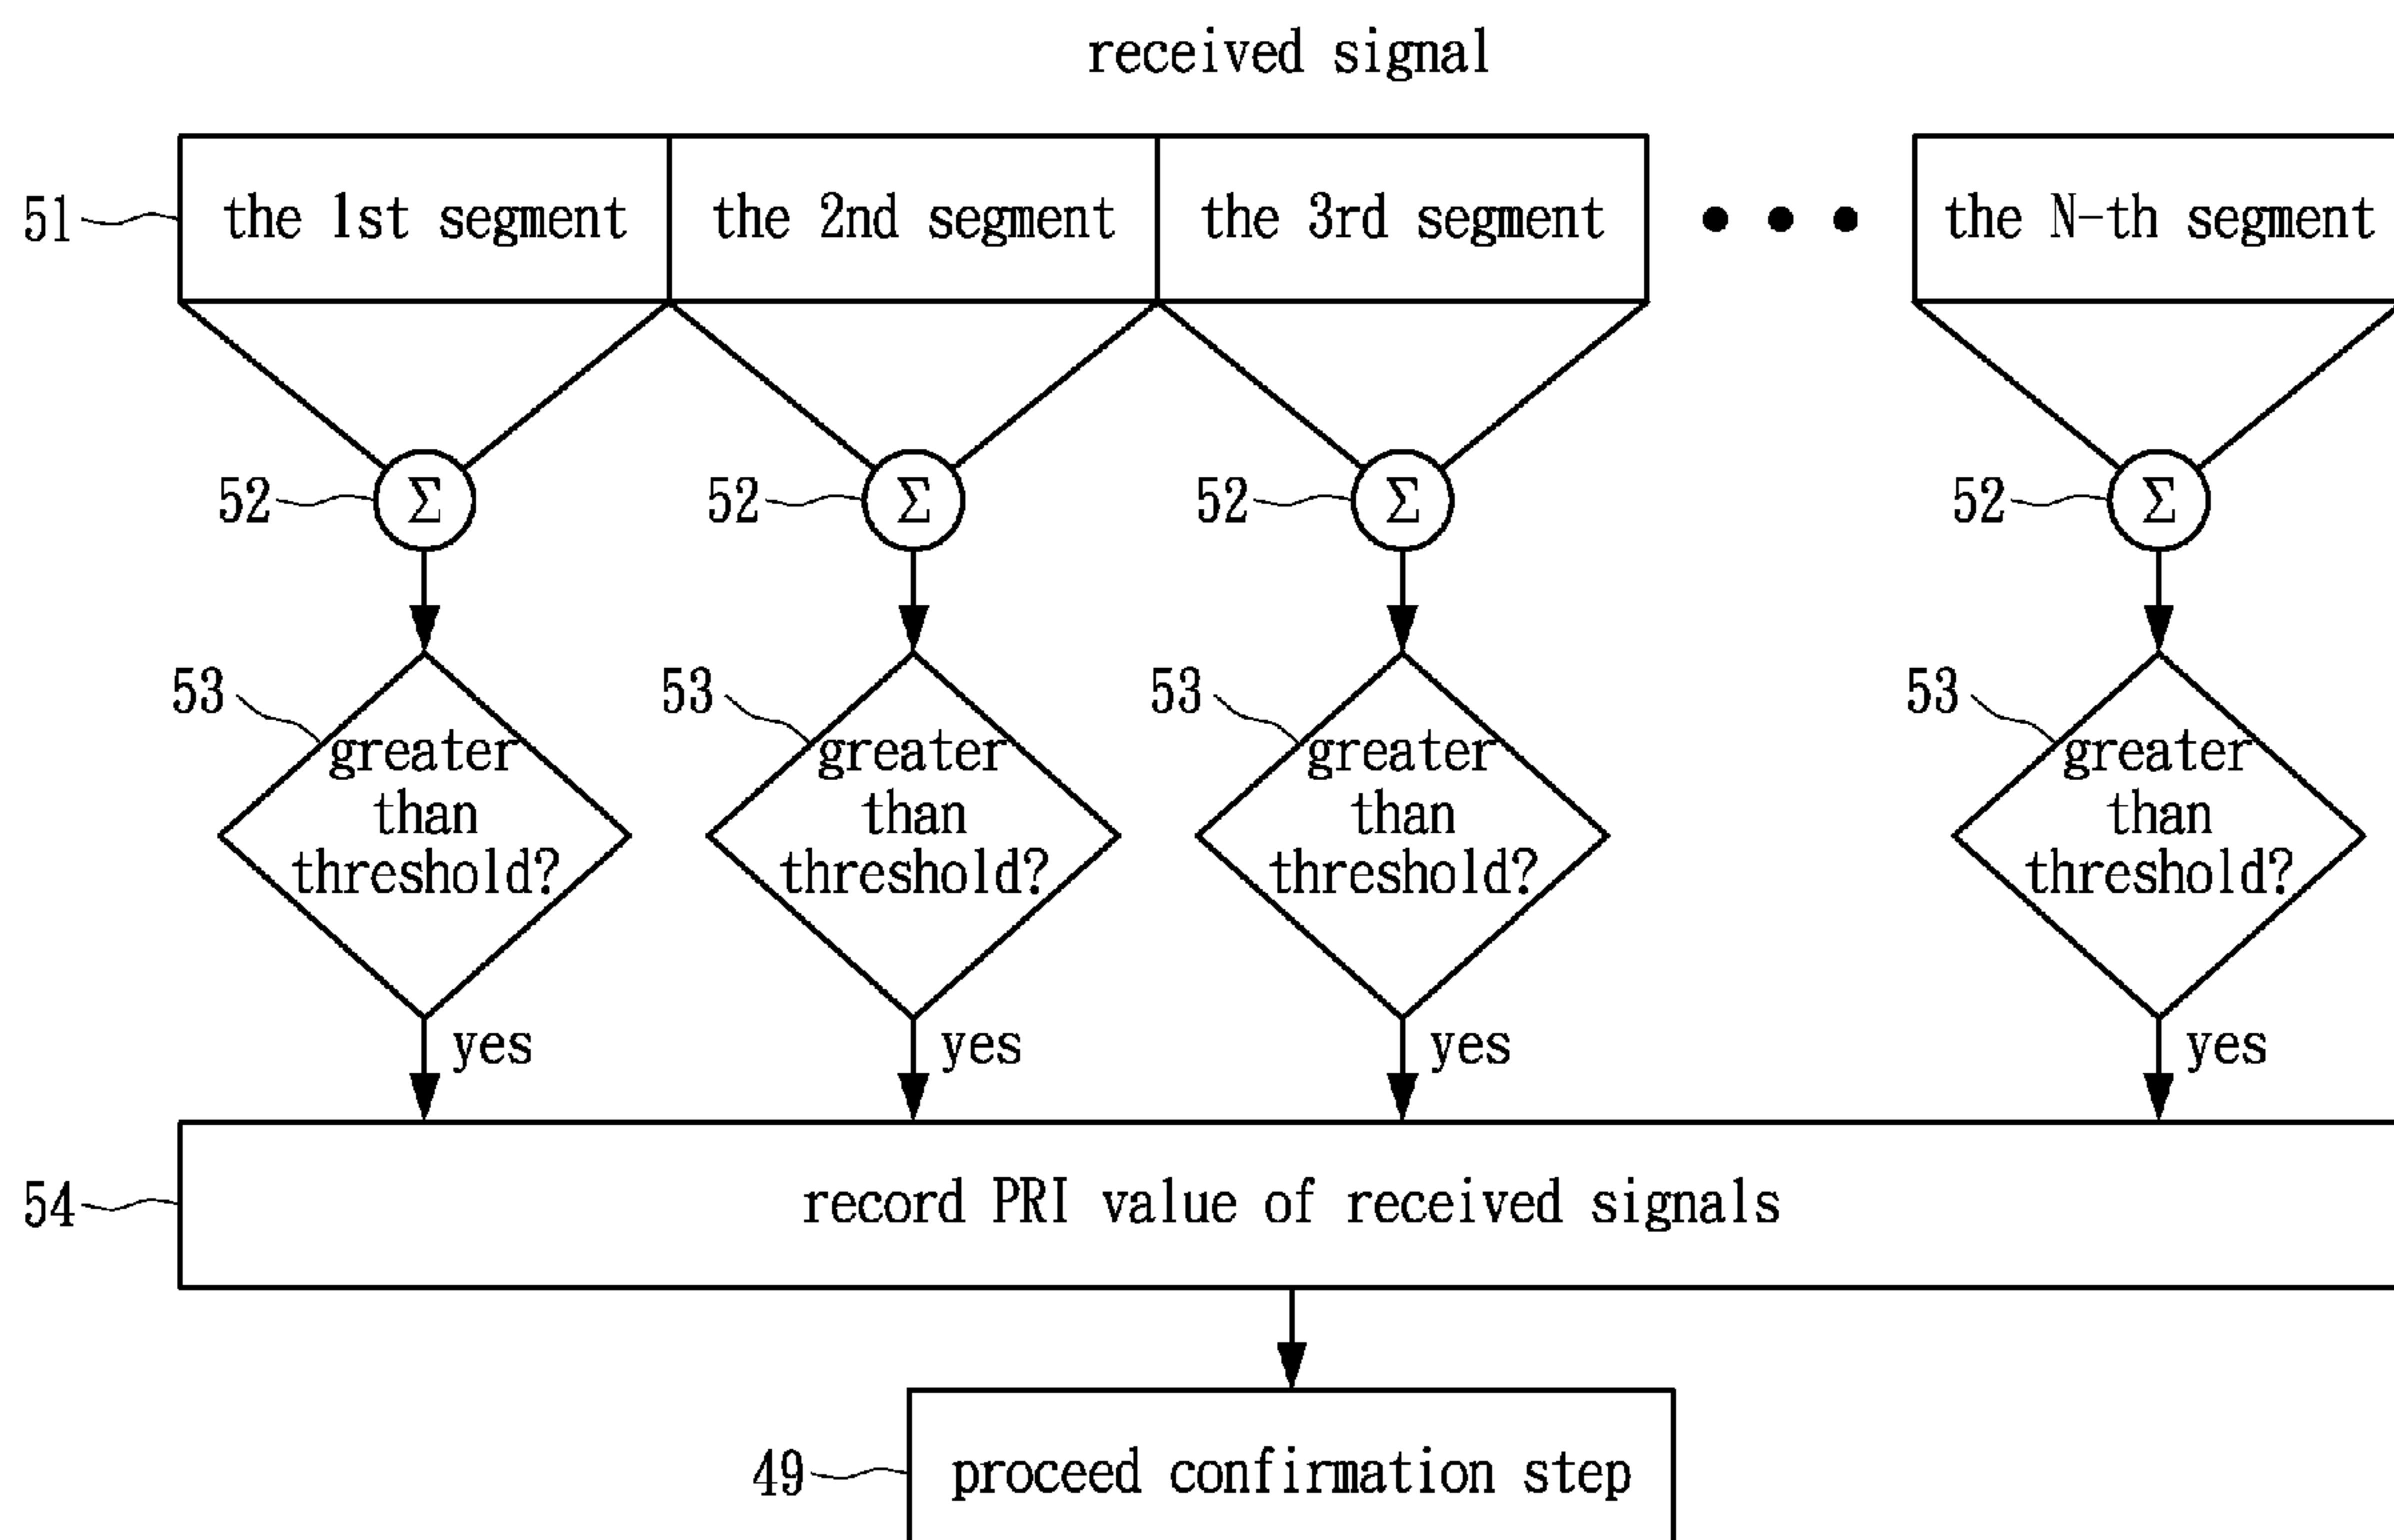 received signal
51 the 1st segment the 2nd segment the 3rd segment ● ● ● the N-th segment
52 Σ 52 Σ 52 Σ 52 Σ
53 53 53 53
greater greater greater greater
than than than than
threshold? threshold? threshold? threshold?
yes yes yes yes
54 record PRI value of received signals
49 proceed confirmation step